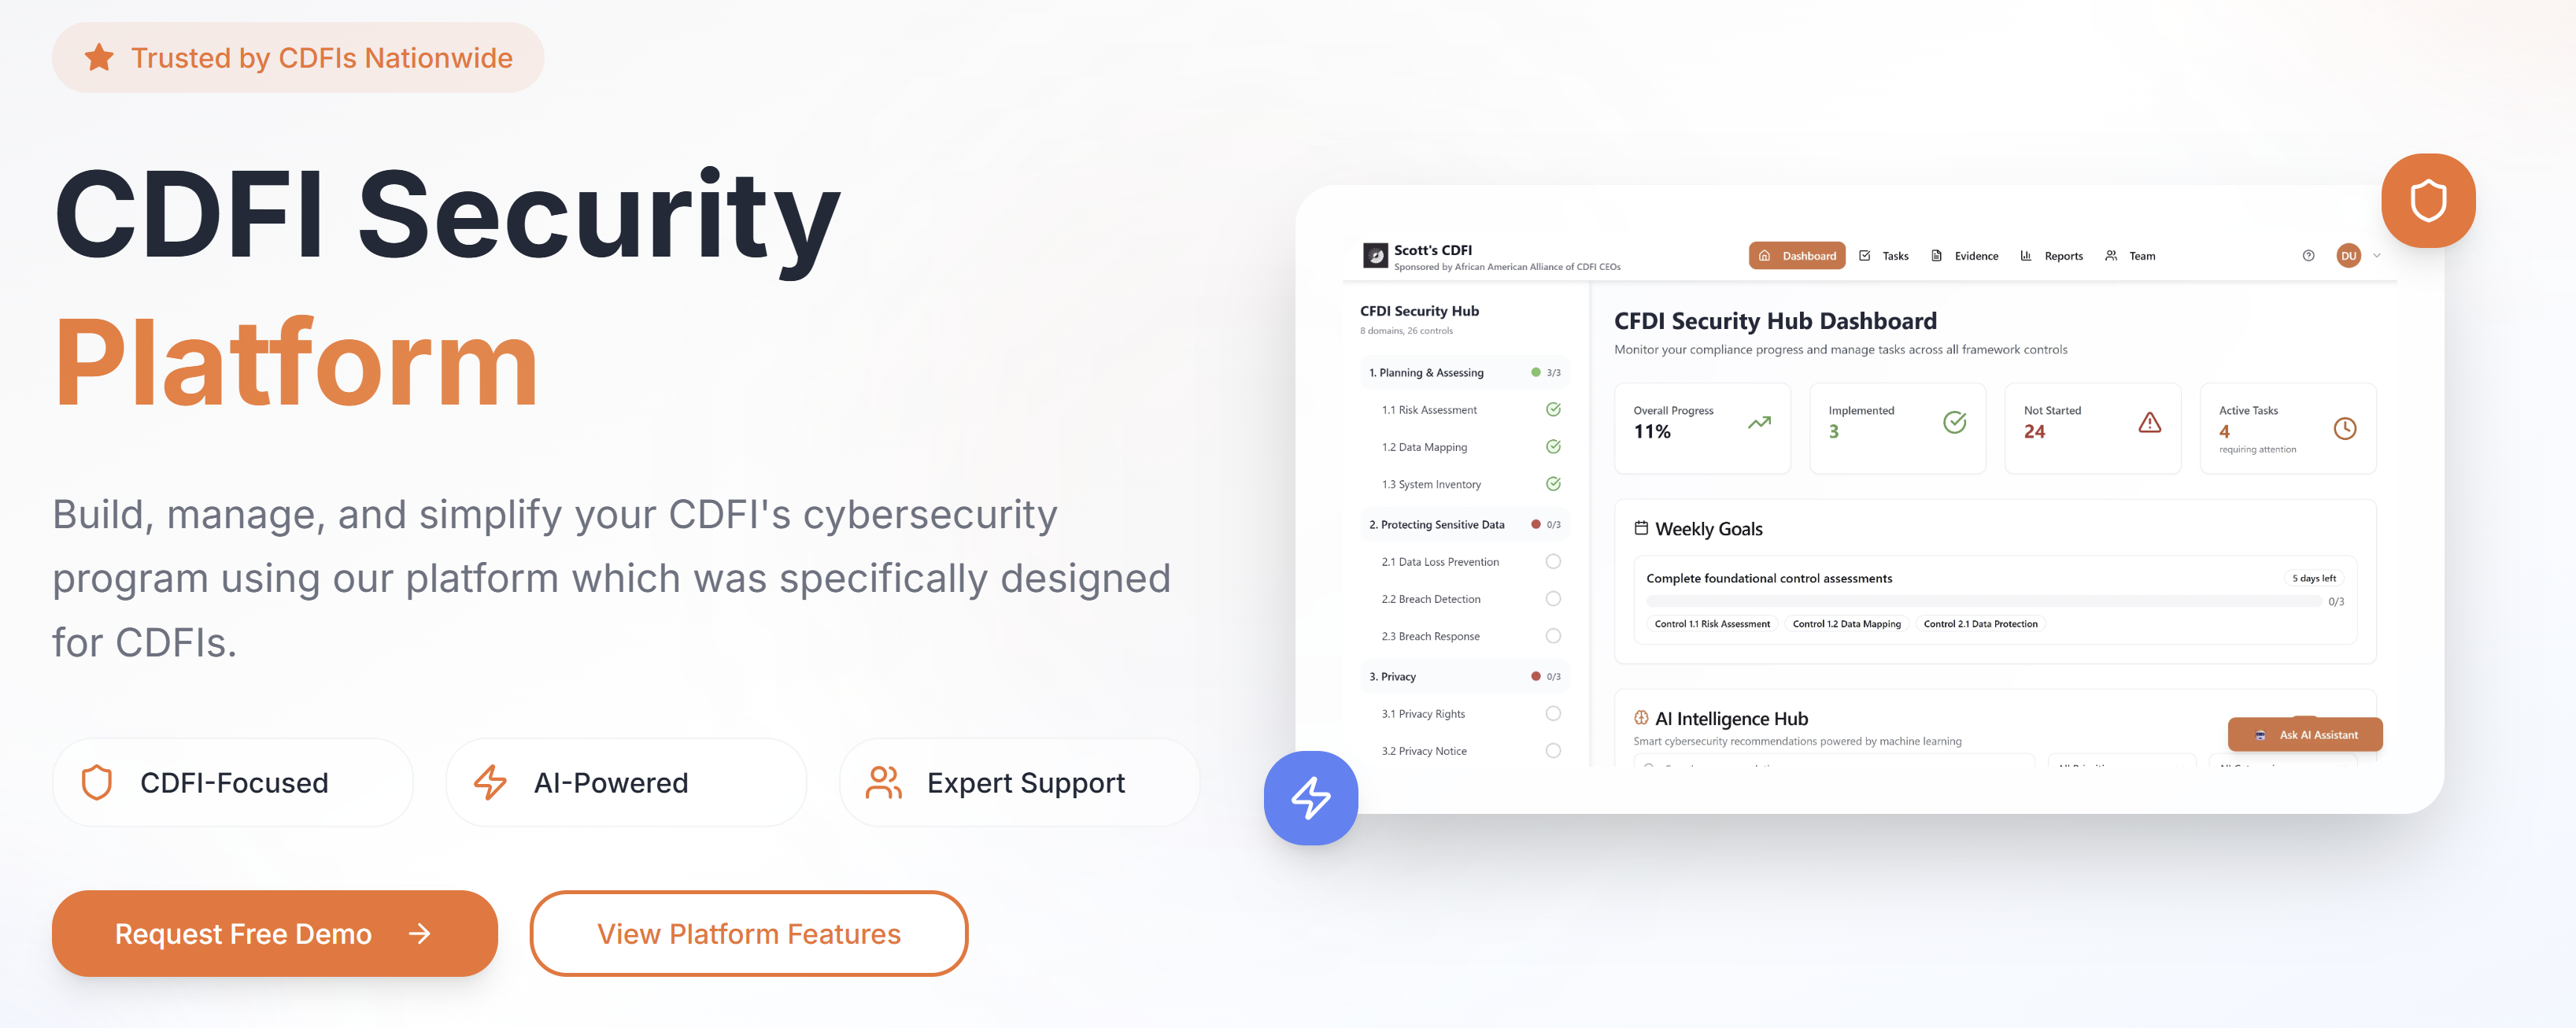 Trusted by CDFIs Nationwide
CDFI Security
Platform
Build, manage, and simplify your CDFI's cybersecurity
program using our platform which was specifically designed
for CDFIs.
CDFI-Focused
AI-Powered
Expert Support
Request Free Demo
View Platform Features
Scott's CDFI
Sponsored by African American Alliance of CDFI CEOs
Dashboard
Tasks
Evidence
Reports
Team
DU
CFDI Security Hub
8 domains, 26 controls
1. Planning & Assessing 3/3
1.1 Risk Assessment
1.2 Data Mapping
1.3 System Inventory
2. Protecting Sensitive Data 0/3
2.1 Data Loss Prevention
2.2 Breach Detection
2.3 Breach Response
3. Privacy 0/3
3.1 Privacy Rights
3.2 Privacy Notice
CFDI Security Hub Dashboard
Monitor your compliance progress and manage tasks across all framework controls
Overall Progress
11%
Implemented
3
Not Started
24
Active Tasks
4
requiring attention
Weekly Goals
Complete foundational control assessments
5 days left
0/3
Control 1.1 Risk Assessment
Control 1.2 Data Mapping
Control 2.1 Data Protection
AI Intelligence Hub
Smart cybersecurity recommendations powered by machine learning
Ask AI Assistant